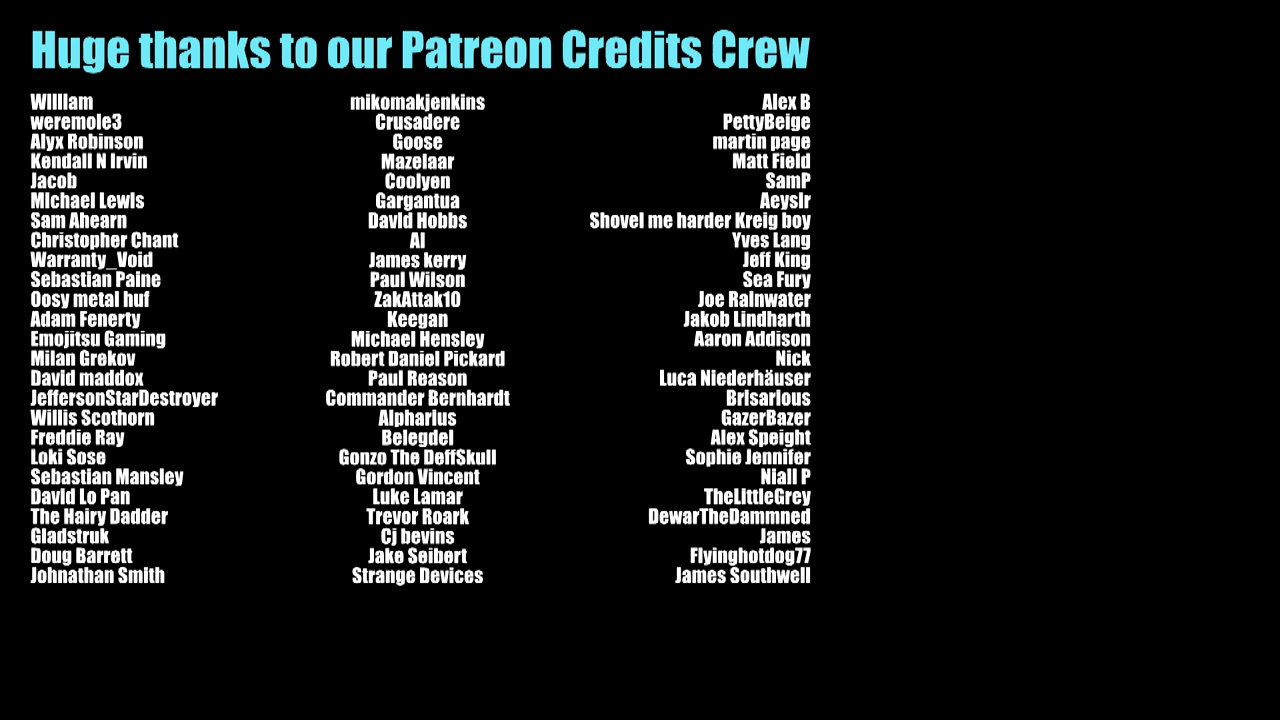 Huge thanks to our Patreon Credits Crew
William
weremole3
Alyx Robinson
Kendall N Irvin
Jacob
Michael Lewis
Sam Ahearn
Christopher Chant
Warranty_Void
Sebastian Paine
Oosy metal huf
Adam Fenerty
Emojitsu Gaming
Milan Grekov
David maddox
JeffersonStarDestroyer
Willis Scothorn
Freddie Ray
Loki Sose
Sebastian Mansley
David Lo Pan
The Hairy Dadder
Gladstruk
Doug Barrett
Johnathan Smith
mikomakjenkins
Crusadere
Goose
Mazelaar
Coolyen
Gargantua
David Hobbs
Al
James kerry
Paul Wilson
ZakAttak10
Keegan
Michael Hensley
Robert Daniel Pickard
Paul Reason
Commander Bernhardt
Alpharius
Belegdel
Gonzo The DeffSkull
Gordon Vincent
Luke Lamar
Trevor Roark
Cj bevins
Jake Seibert
Strange Devices
Alex B
PettyBeige
martin page
Matt Field
SamP
Aeysir
Shovel me harder Kreig boy
Yves Lang
Jeff King
Sea Fury
Joe Rainwater
Jakob Lindharth
Aaron Addison
Nick
Luca Niederhäuser
Brisarious
GazerBazer
Alex Speight
Sophie Jennifer
Niall P
TheLittleGrey
DewarTheDammned
James
Flyinghotdog77
James Southwell